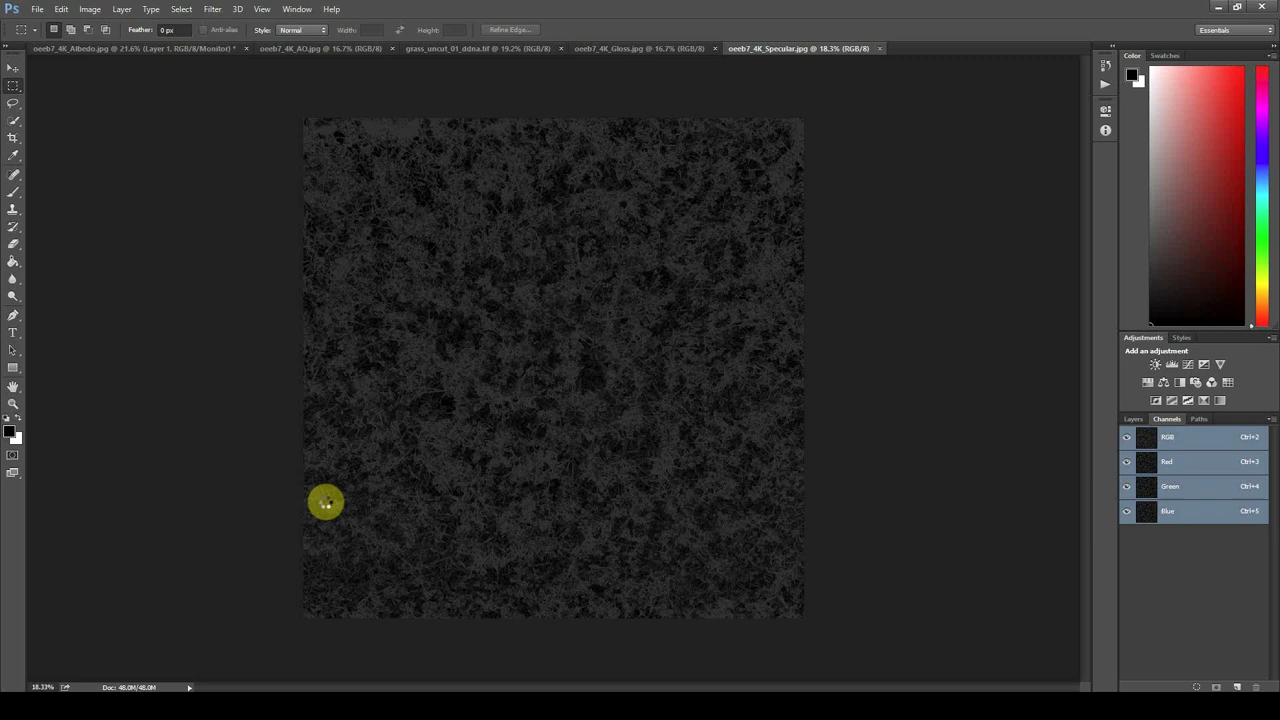 Ps File Edit Image Layer Type Select Filter 3D View Window Help
Feather: 0 px Anti-alias Style: Normal Width: Height: Refine Edge... Essentials
oeeb7_4K_Albedo.jpg @ 21.6% (Layer 1, RGB/8/Monitor) * × oeeb7_4K_AO.jpg @ 16.7% (RGB/8) × grass_uncut_01_ddna.tif @ 19.2% (RGB/8) × oeeb7_4K_Gloss.jpg @ 16.7% (RGB/8) × oeeb7_4K_Specular.jpg @ 18.3% (RGB/8) ×
Color Swatches
Adjustments Styles
Add an adjustment
Layers Channels Paths
RGB Ctrl+2
Red Ctrl+3
Green Ctrl+4
Blue Ctrl+5
18.33% Doc: 48.0M/48.0M